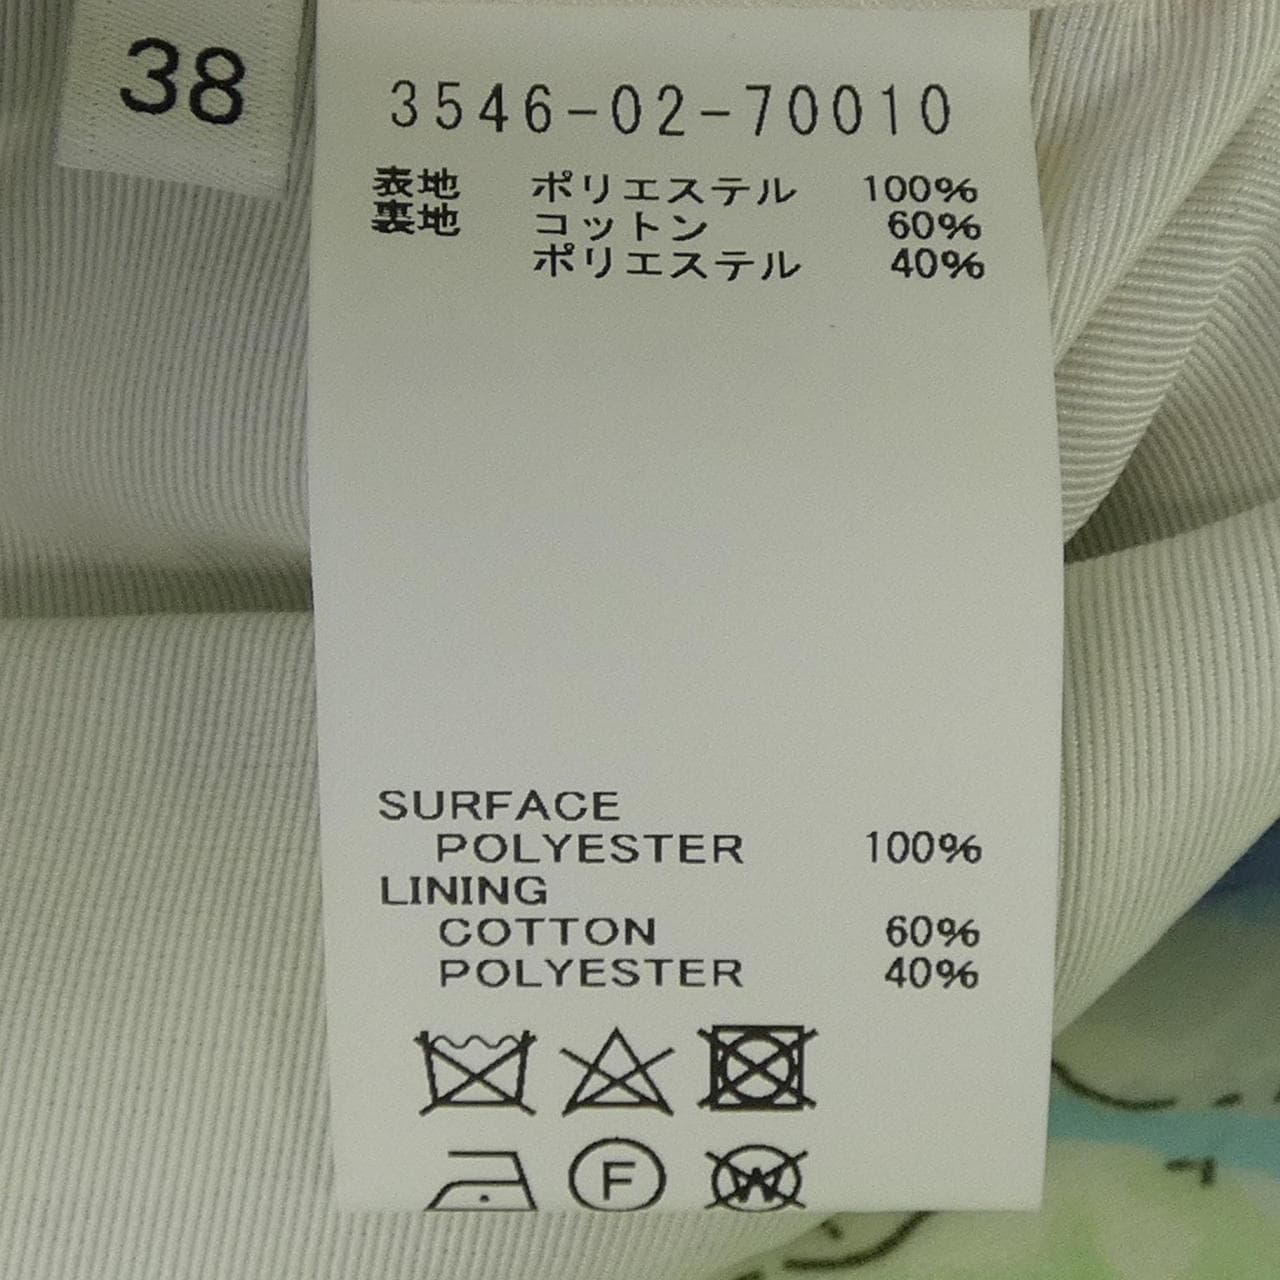 38
3546-02-70010
表地 ポリエステル 100%
裏地 コットン 60%
ポリエステル 40%
SURFACE
POLYESTER 100%
LINING
COTTON 60%
POLYESTER 40%
F W